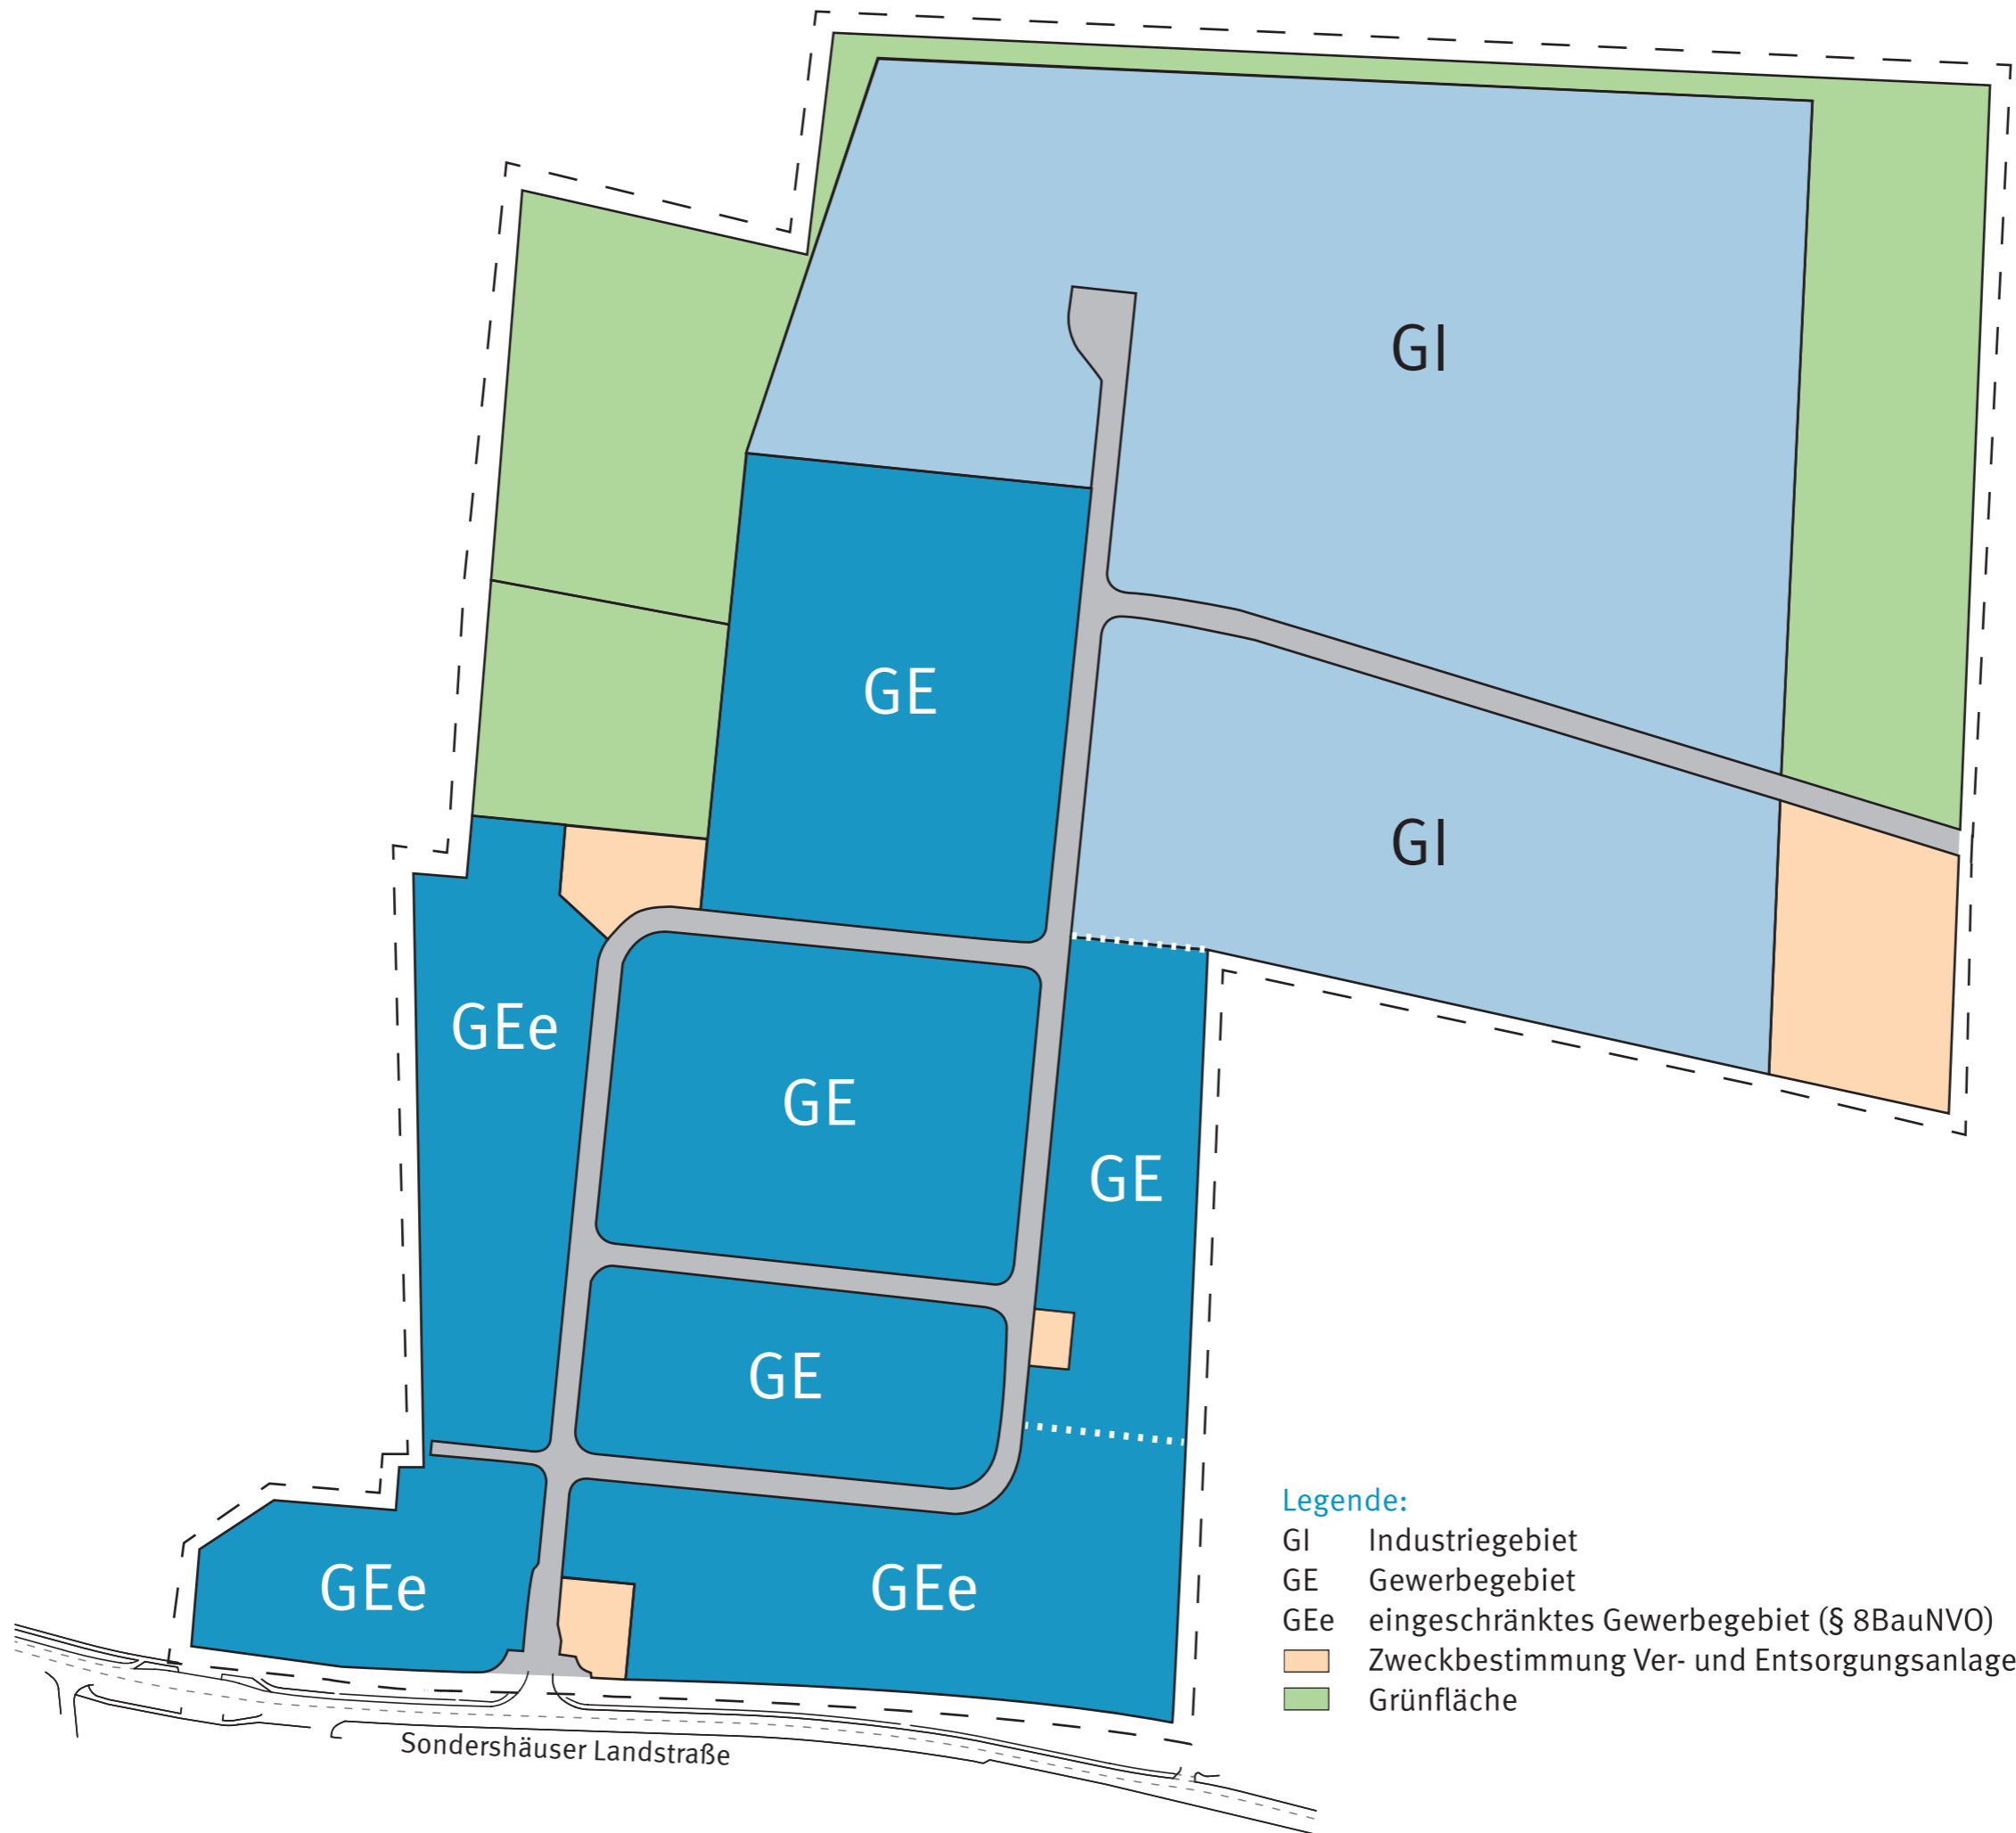 GI
GE
GI
GEe
GE
GE
GE
GEe
GEe
Legende:
GI Industriegebiet
GE Gewerbegebiet
GEe eingeschränktes Gewerbegebiet (§ 8BauNVO)
Zweckbestimmung Ver- und Entsorgungsanlage
Grünfläche
Sondershäuser Landstraße